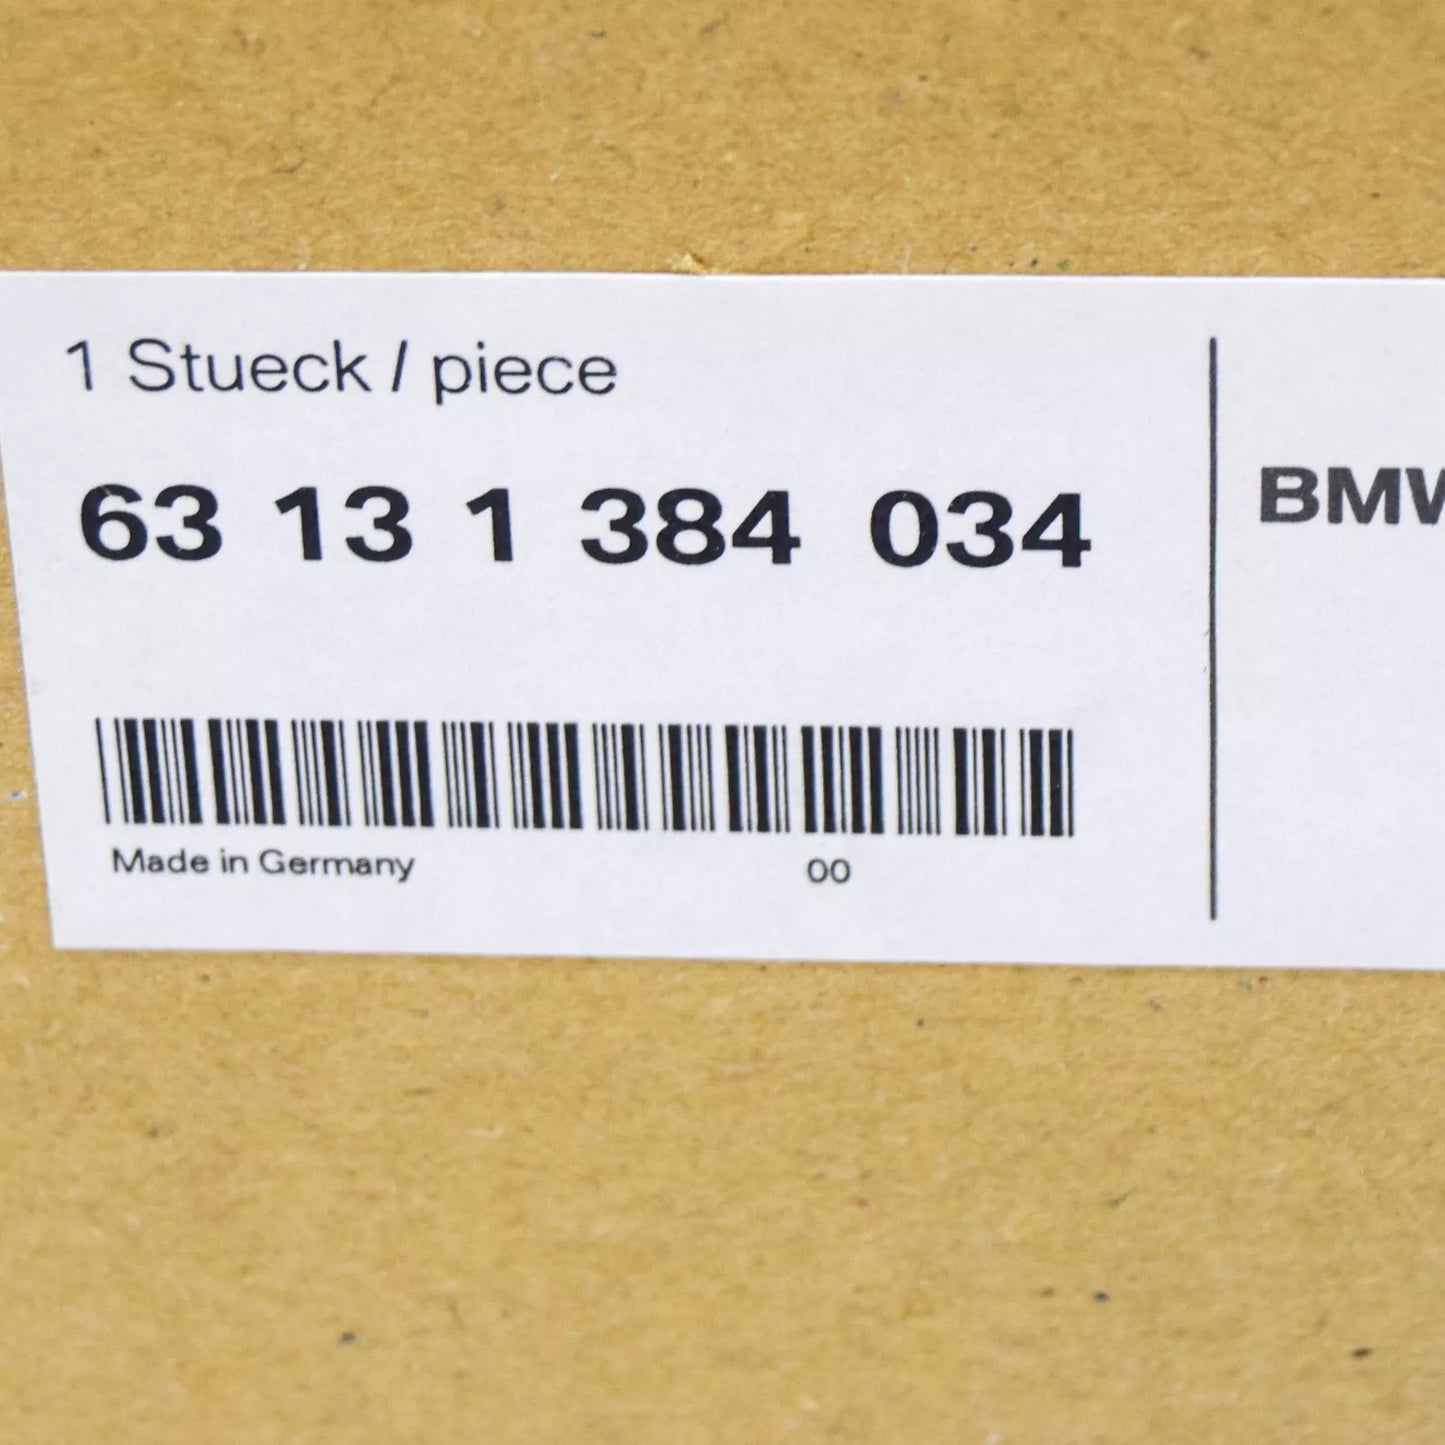 1 Stueck / piece
63 13 1 384 034
BMW
Made in Germany
00